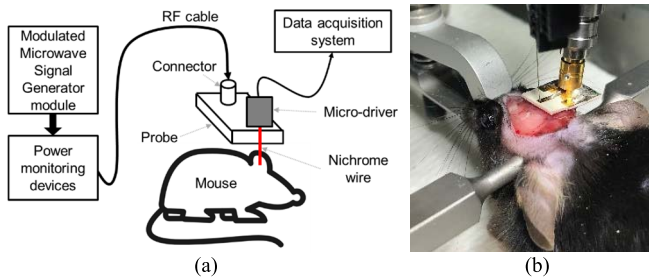 Modulated
Microwave
Signal
Generator
module
Power
monitoring
devices
RF cable
Connector
Probe
Data acquisition
system
Micro-driver
Nichrome
wire
Mouse
(a)
(b)